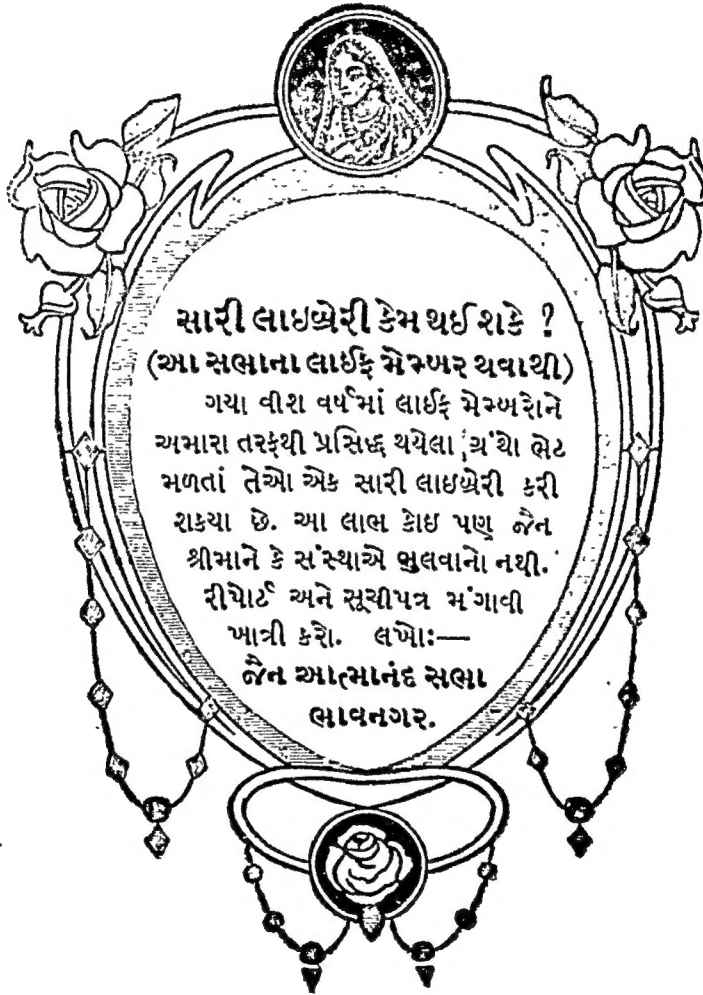 સારી લાઇબ્રેરી કેમ થઈ શકે ?
(આ સભાના લાઈફ મેમ્બર થવાથી)
ગયા વીશ વર્ષમાં લાઈફ મેમ્બરોને
અમારા તરફથી પ્રસિદ્ધ થયેલા ગ્રંથો ભેટ
મળતાં તેઓ એક સારી લાઇબ્રેરી કરી
શકયા છે. આ લાભ કોઇ પણ જૈન
શ્રીમાને કે સંસ્થાએ ભુલવાનો નથી.
રીપોર્ટ અને સૂચીપત્ર મંગાવી
ખાત્રી કરો. લખો:—
જૈન આત્માનંદ સભા
ભાવનગર.